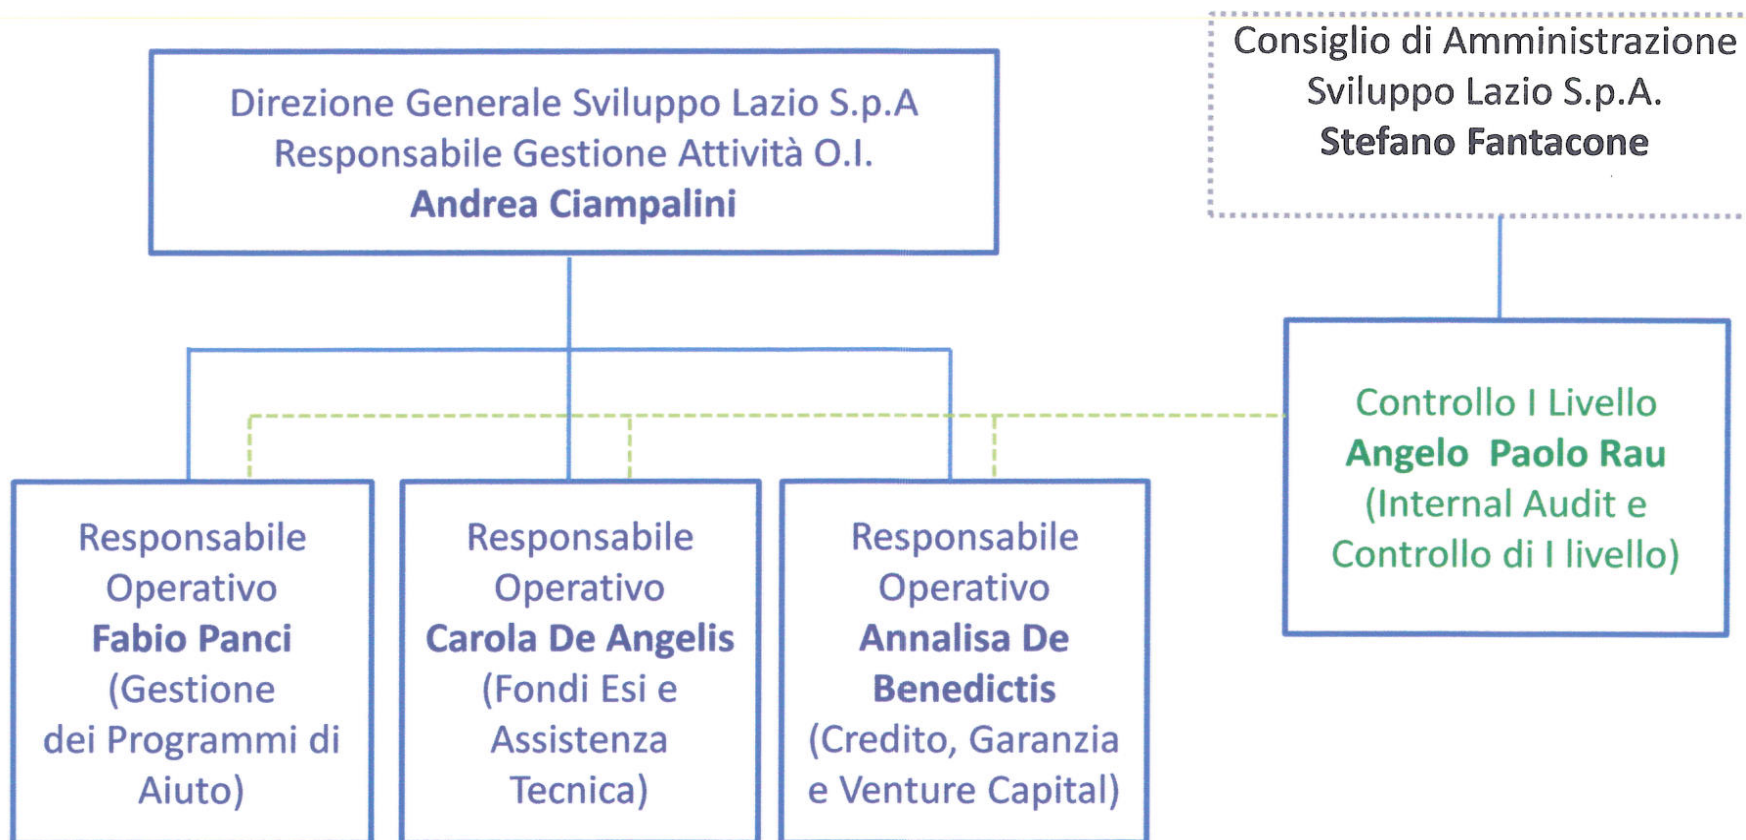 Direzione Generale Sviluppo Lazio S.p.A
Responsabile Gestione Attività O.I.
Andrea Ciampalini
Consiglio di Amministrazione
Sviluppo Lazio S.p.A.
Stefano Fantacone
Controllo I Livello
Angelo Paolo Rau
(Internal Audit e
Controllo di I livello)
Responsabile
Operativo
Fabio Panci
(Gestione
dei Programmi di
Aiuto)
Responsabile
Operativo
Carola De Angelis
(Fondi Esi e
Assistenza
Tecnica)
Responsabile
Operativo
Annalisa De
Benedictis
(Credito, Garanzia
e Venture Capital)